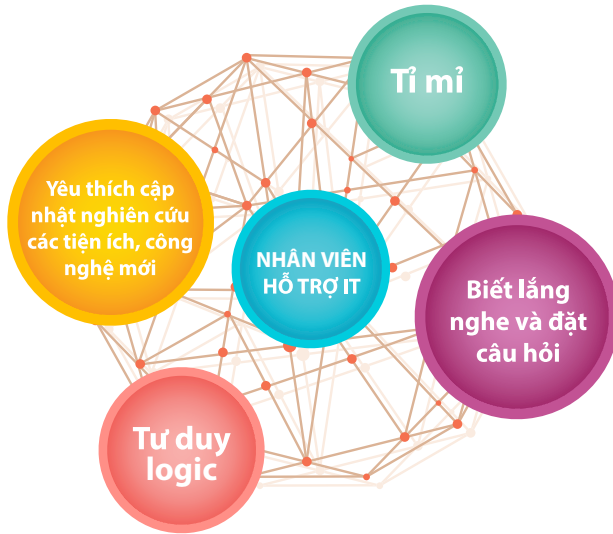 Tỉ mỉ
Yêu thích cập
nhật nghiên cứu
các tiện ích, công
nghệ mới
NHÂN VIÊN
HỖ TRỢ IT
Biết lắng
nghe và đặt
câu hỏi
Tư duy
logic